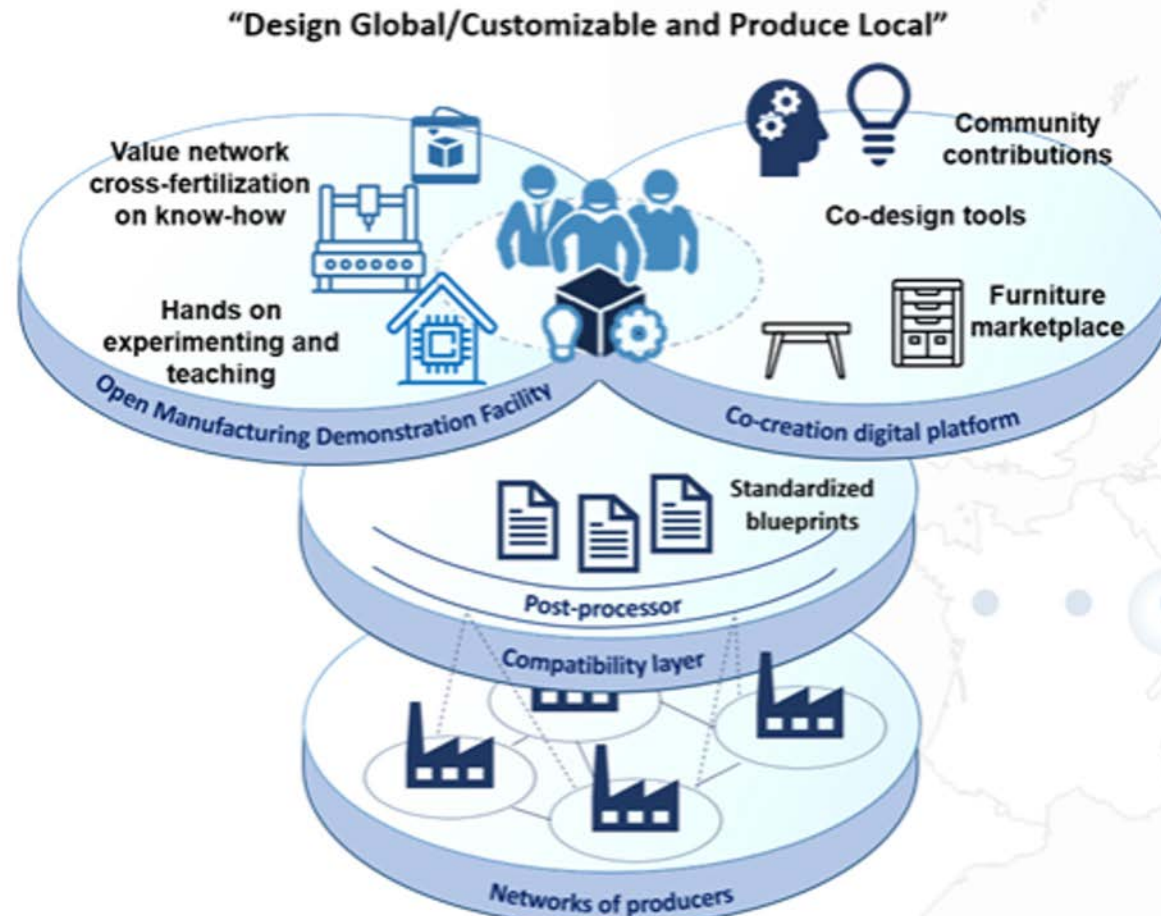 “Design Global/Customizable and Produce Local”
Value network
cross-fertilization
on know-how
Hands on
experimenting and
teaching
Open Manufacturing Demonstration Facility
Community
contributions
Co-design tools
Furniture
marketplace
Co-creation digital platform
Standardized
blueprints
Post-processor
Compatibility layer
Networks of producers